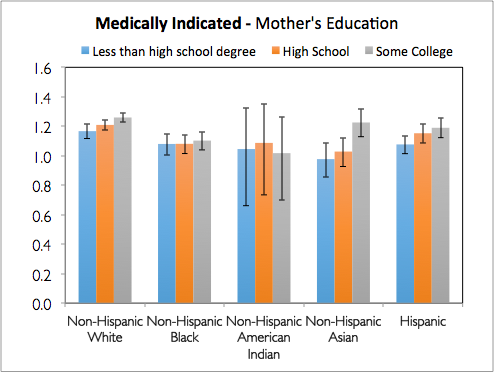 Medically Indicated - Mother's Education
Less than high school degree High School Some College
1.6
1.4
1.2
1.0
0.8
0.6
0.4
0.2
0.0
Non-Hispanic White
Non-Hispanic Black
Non-Hispanic American Indian
Non-Hispanic Asian
Hispanic